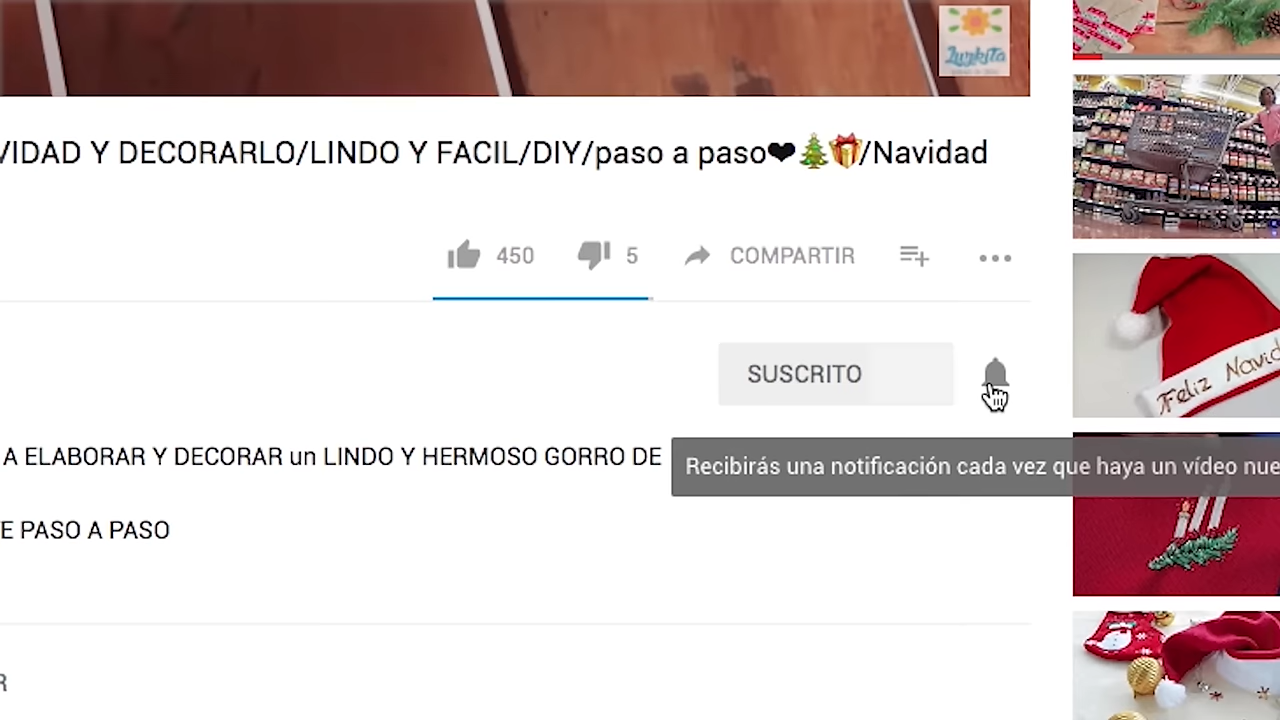 Luzkita
VIDAD Y DECORARLO/LINDO Y FACIL/DIY/paso a paso❤🎄🎁/Navidad
450
5
COMPARTIR
SUSCRITO
Feliz Navid
A ELABORAR Y DECORAR un LINDO Y HERMOSO GORRO DE
Recibirás una notificación cada vez que haya un vídeo nue
E PASO A PASO
R